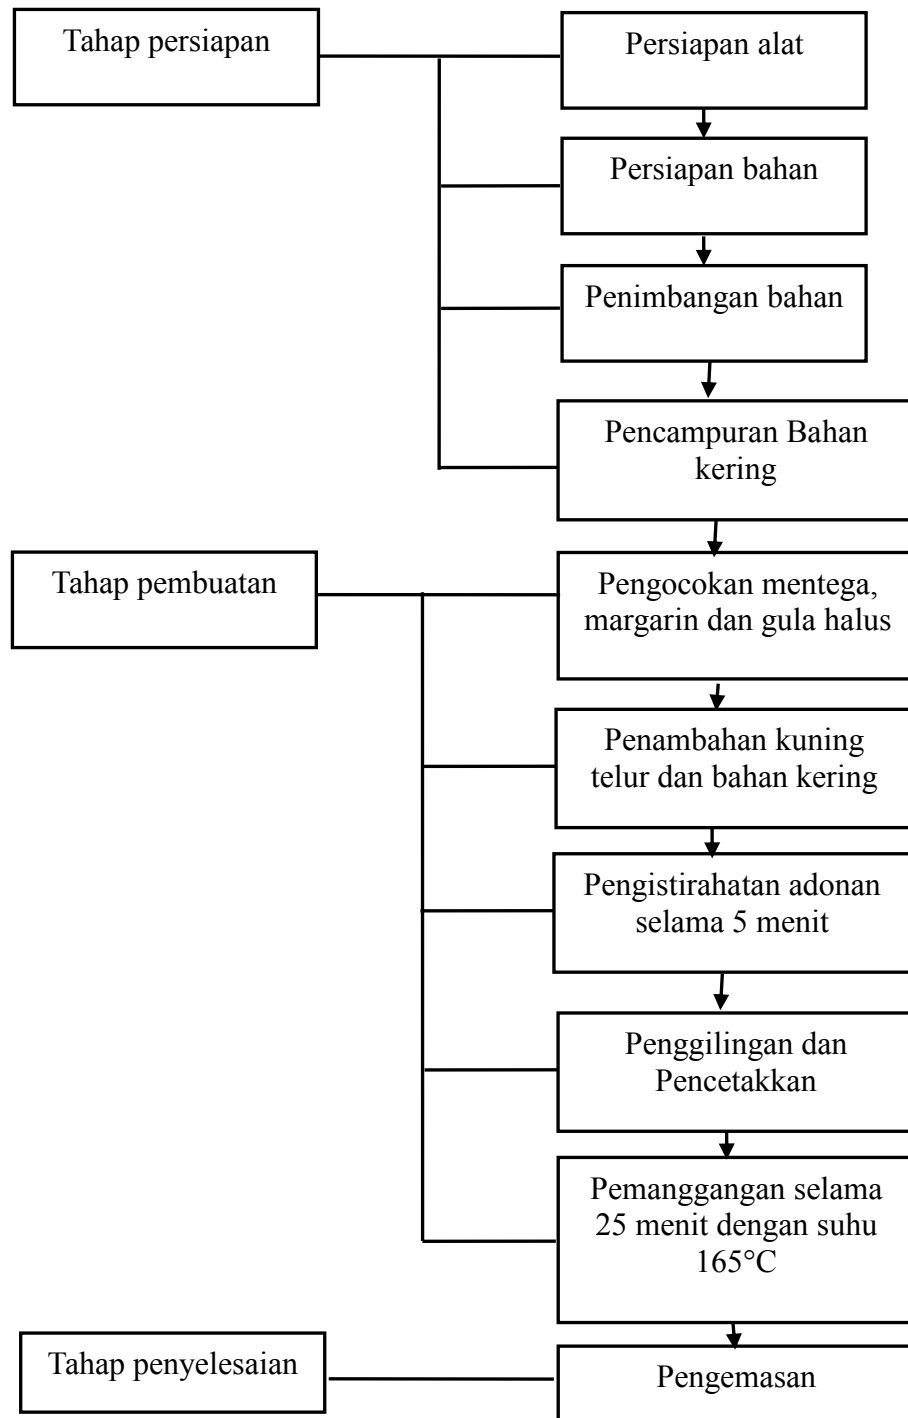 Tahap persiapan
Persiapan alat
Persiapan bahan
Penimbangan bahan
Pencampuran Bahan
kering
Tahap pembuatan
Pengocokan mentega,
margarin dan gula halus
Penambahan kuning
telur dan bahan kering
Pengistirahatan adonan
selama 5 menit
Penggilingan dan
Pencetakkan
Pemanggangan selama
25 menit dengan suhu
165°C
Tahap penyelesaian
Pengemasan